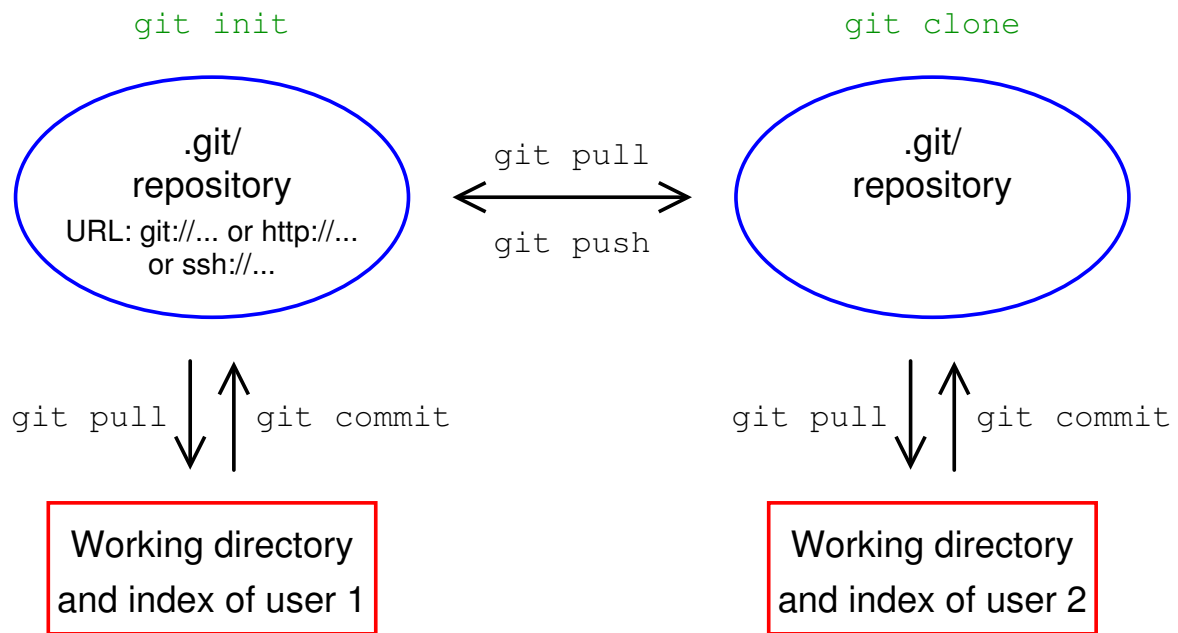 git init
git clone
.git/
repository
URL: git://... or http://...
or ssh://...
git pull
git push
.git/
repository
git pull
git commit
git pull
git commit
Working directory
and index of user 1
Working directory
and index of user 2